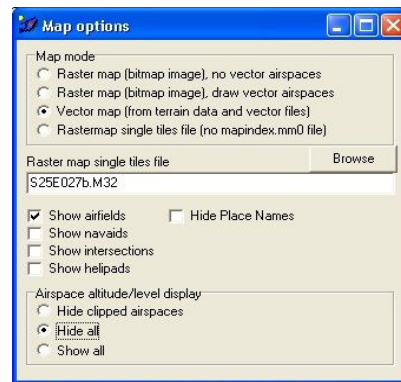 Map options
Map mode
Raster map (bitmap image), no vector airspaces
Raster map (bitmap image), draw vector airspaces
Vector map (from terrain data and vector files)
Rastermap single tiles file (no mapindex.mm0 file)
Raster map single tiles file
Browse
S25E027b.M32
Show airfields
Hide Place Names
Show navaids
Show intersections
Show helipads
Airspace altitude/level display
Hide clipped airspaces
Hide all
Show all